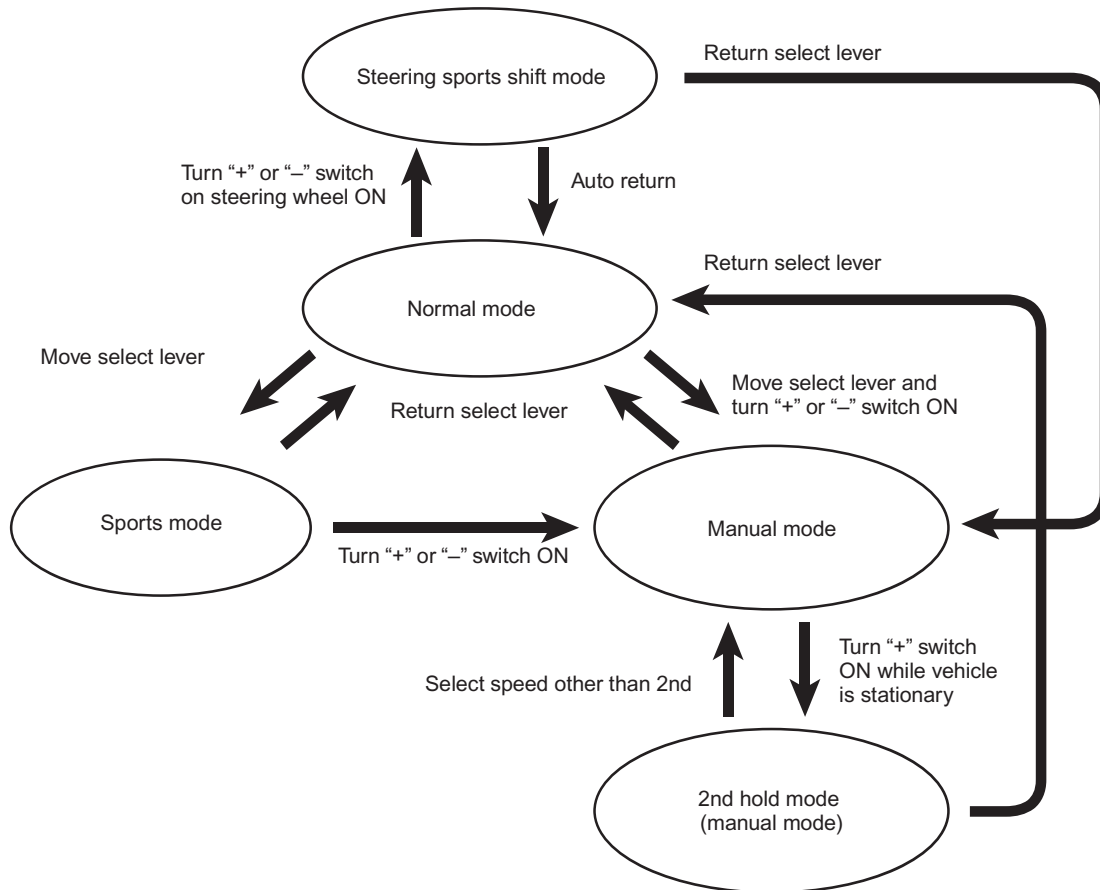 Return select lever
Steering sports shift mode
Turn “+” or “–” switch
on steering wheel ON
Auto return
Return select lever
Normal mode
Move select lever
Move select lever and
turn “+” or “–” switch ON
Return select lever
Sports mode
Manual mode
Turn “+” or “–” switch ON
Turn “+” switch
ON while vehicle
is stationary
Select speed other than 2nd
2nd hold mode
(manual mode)